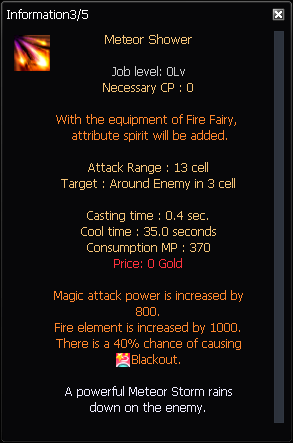 Information3/5
Meteor Shower
Job level: 0Lv
Necessary CP : 0
With the equipment of Fire Fairy,
attribute spirit will be added.
Attack Range : 13 cell
Target : Around Enemy in 3 cell
Casting time : 0.4 sec.
Cool time : 35.0 seconds
Consumption MP : 370
Price: 0 Gold
Magic attack power is increased by
800.
Fire element is increased by 1000.
There is a 40% chance of causing
Blackout.
A powerful Meteor Storm rains
down on the enemy.